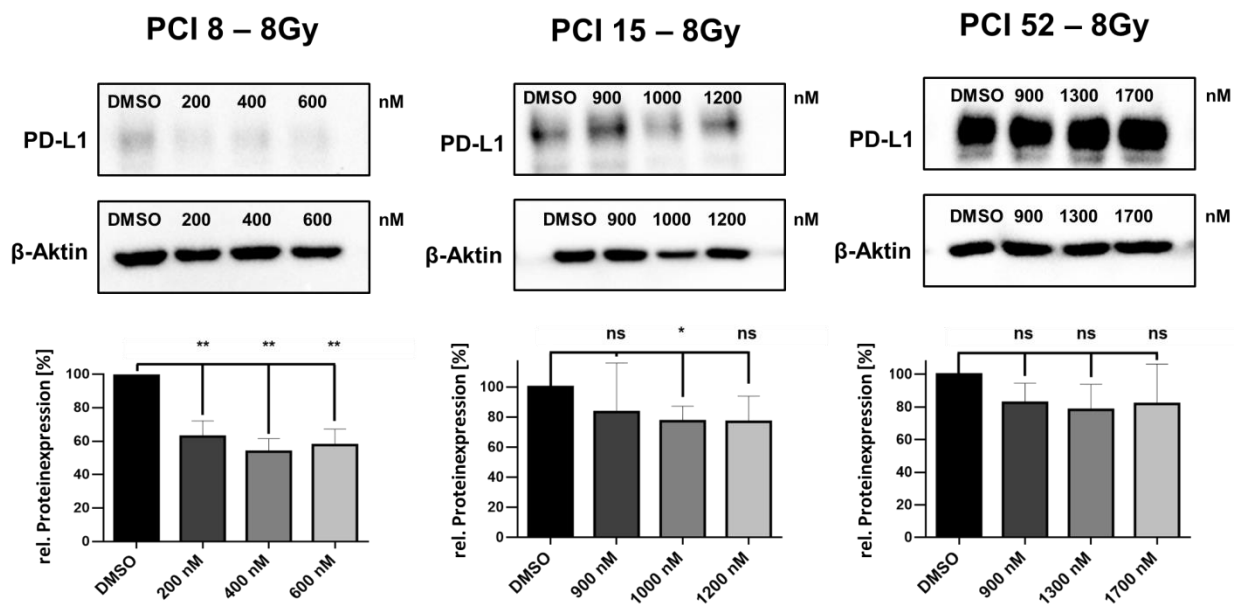 PCI 8 – 8Gy
DMSO 200 400 600 nM
PD-L1
DMSO 200 400 600 nM
β-Aktin
** ** **
rel. Proteinexpression [%]
100
80
60
40
20
0
DMSO
200 nM
400 nM
600 nM
PCI 15 – 8Gy
DMSO 900 1000 1200 nM
PD-L1
DMSO 900 1000 1200 nM
β-Aktin
ns * ns
rel. Proteinexpression [%]
100
80
60
40
20
0
DMSO
900 nM
1000 nM
1200 nM
PCI 52 – 8Gy
DMSO 900 1300 1700 nM
PD-L1
DMSO 900 1300 1700 nM
β-Aktin
ns ns ns
rel. Proteinexpression [%]
100
80
60
40
20
0
DMSO
900 nM
1300 nM
1700 nM